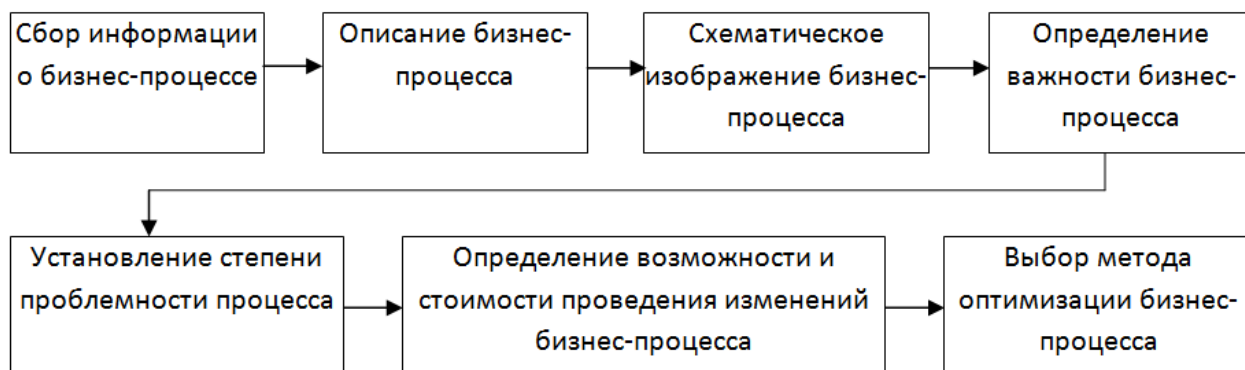 Сбор информации
о бизнес-процессе
Описание бизнес-
процесса
Схематическое
изображение бизнес-
процесса
Определение
важности бизнес-
процесса
Установление степени
проблемности процесса
Определение возможности и
стоимости проведения изменений
бизнес-процесса
Выбор метода
оптимизации бизнес-
процесса